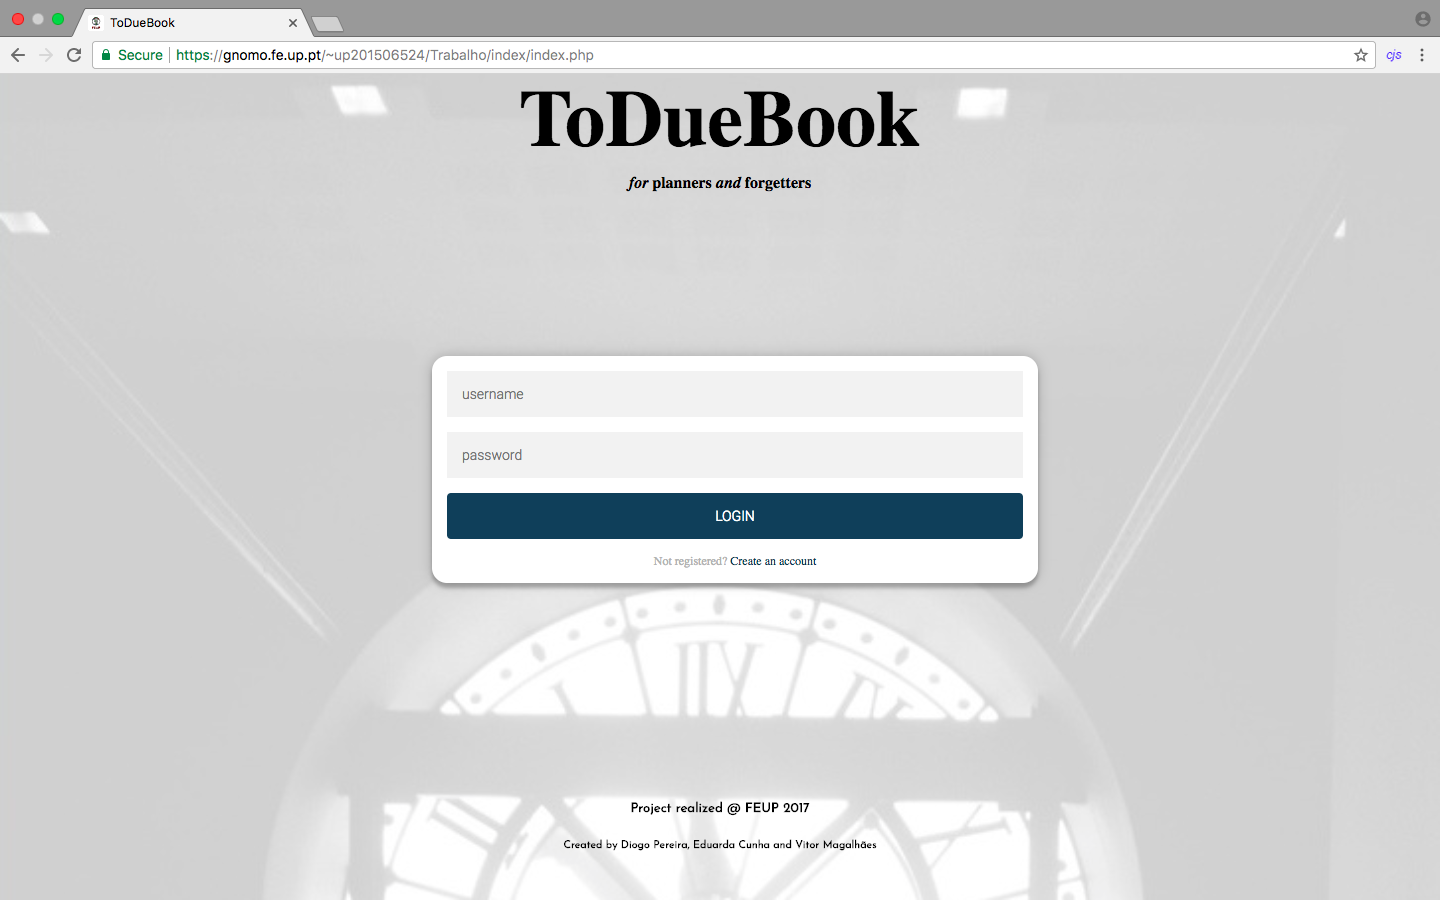 ToDueBook
Secure
https://gnomo.fe.up.pt/~up201506524/Trabalho/index/index.php
cjs
ToDueBook
for planners and forgetters
username
password
LOGIN
Not registered? Create an account
Project realized @ FEUP 2017
Created by Diogo Pereira, Eduarda Cunha and Vitor Magalhães